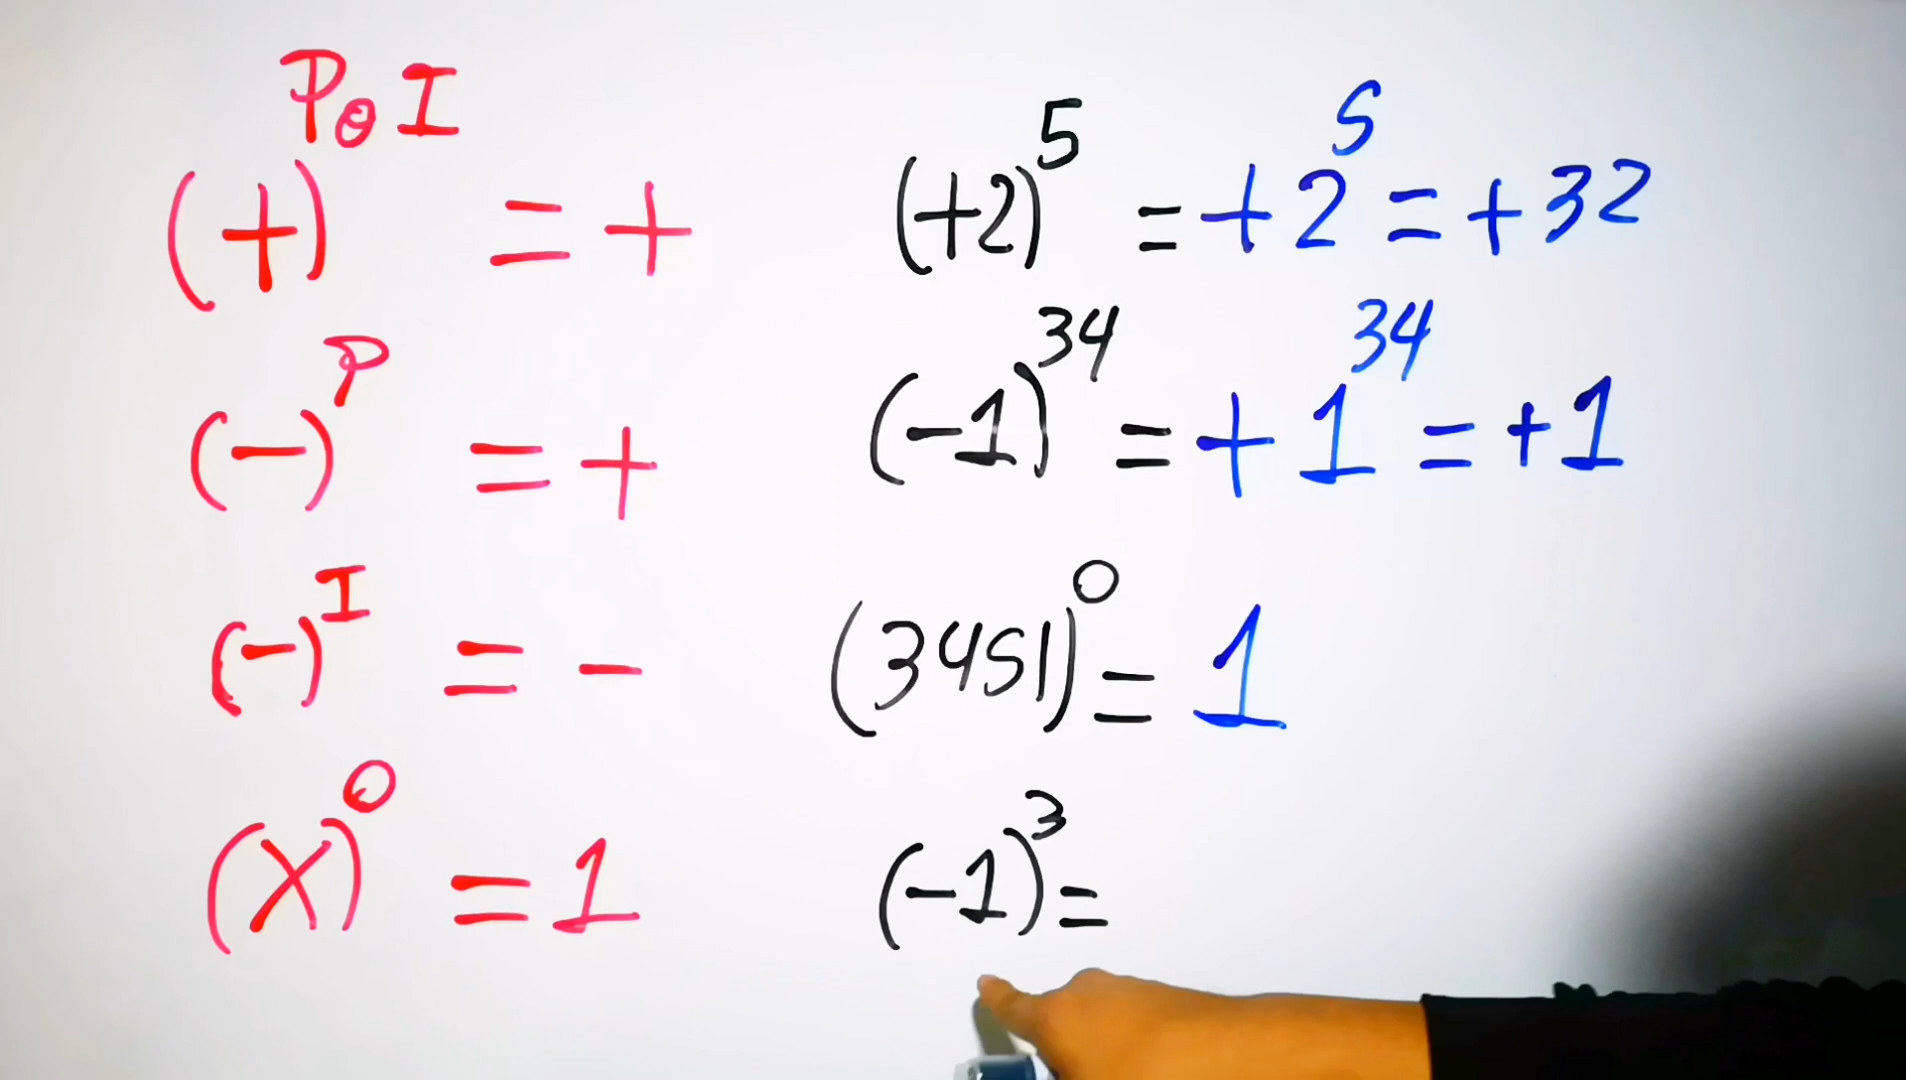 (+)^P o I = +
(-)^P = +
(-)^I = -
(x)^0 = 1
(+2)^5 = +2^5 = +32
(-1)^34 = +1^34 = +1
(3451)^0 = 1
(-1)^3 =